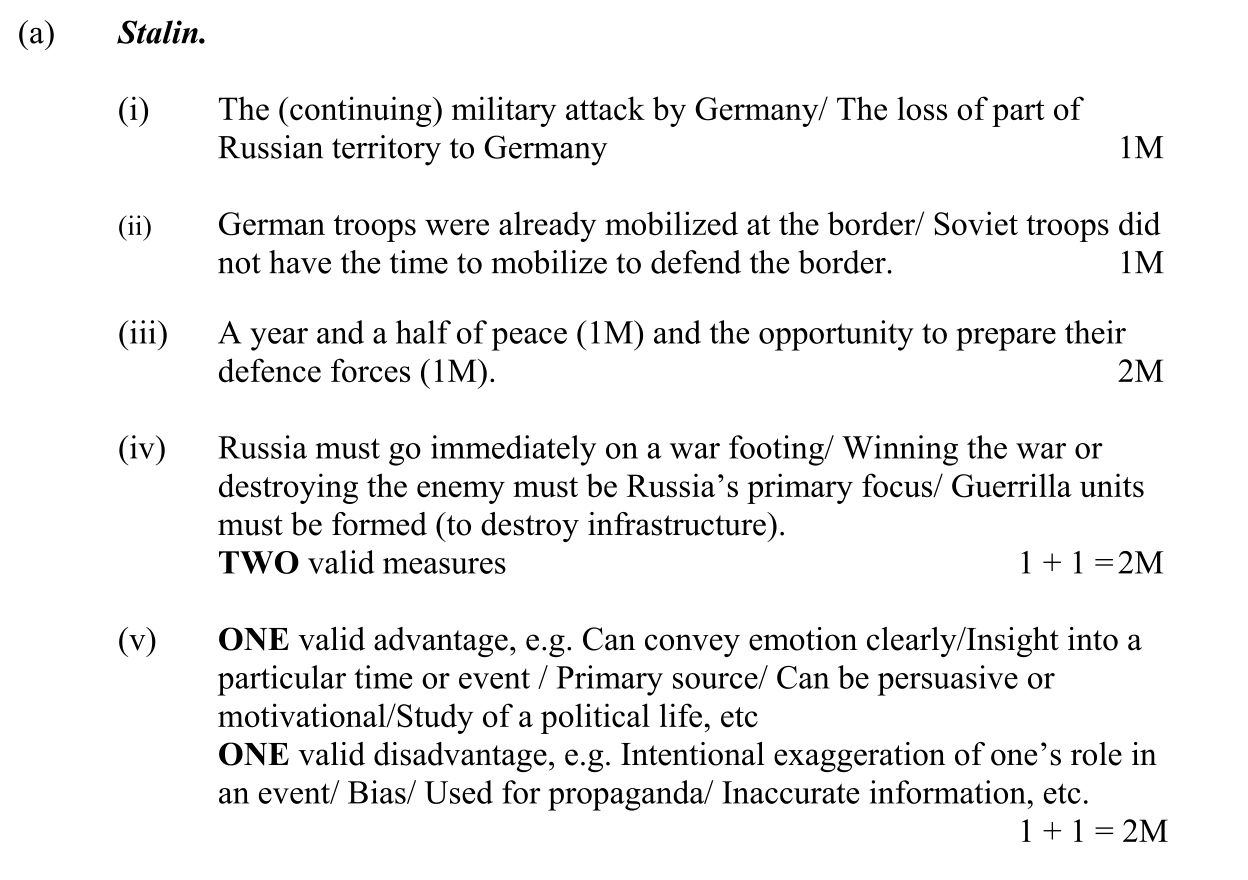 (a) Stalin.
(i) The (continuing) military attack by Germany/ The loss of part of
Russian territory to Germany 1M
(ii) German troops were already mobilized at the border/ Soviet troops did
not have the time to mobilize to defend the border. 1M
(iii) A year and a half of peace (1M) and the opportunity to prepare their
defence forces (1M). 2M
(iv) Russia must go immediately on a war footing/ Winning the war or
destroying the enemy must be Russia’s primary focus/ Guerrilla units
must be formed (to destroy infrastructure).
TWO valid measures 1 + 1 =2M
(v) ONE valid advantage, e.g. Can convey emotion clearly/Insight into a
particular time or event / Primary source/ Can be persuasive or
motivational/Study of a political life, etc
ONE valid disadvantage, e.g. Intentional exaggeration of one’s role in
an event/ Bias/ Used for propaganda/ Inaccurate information, etc.
1 + 1 = 2M